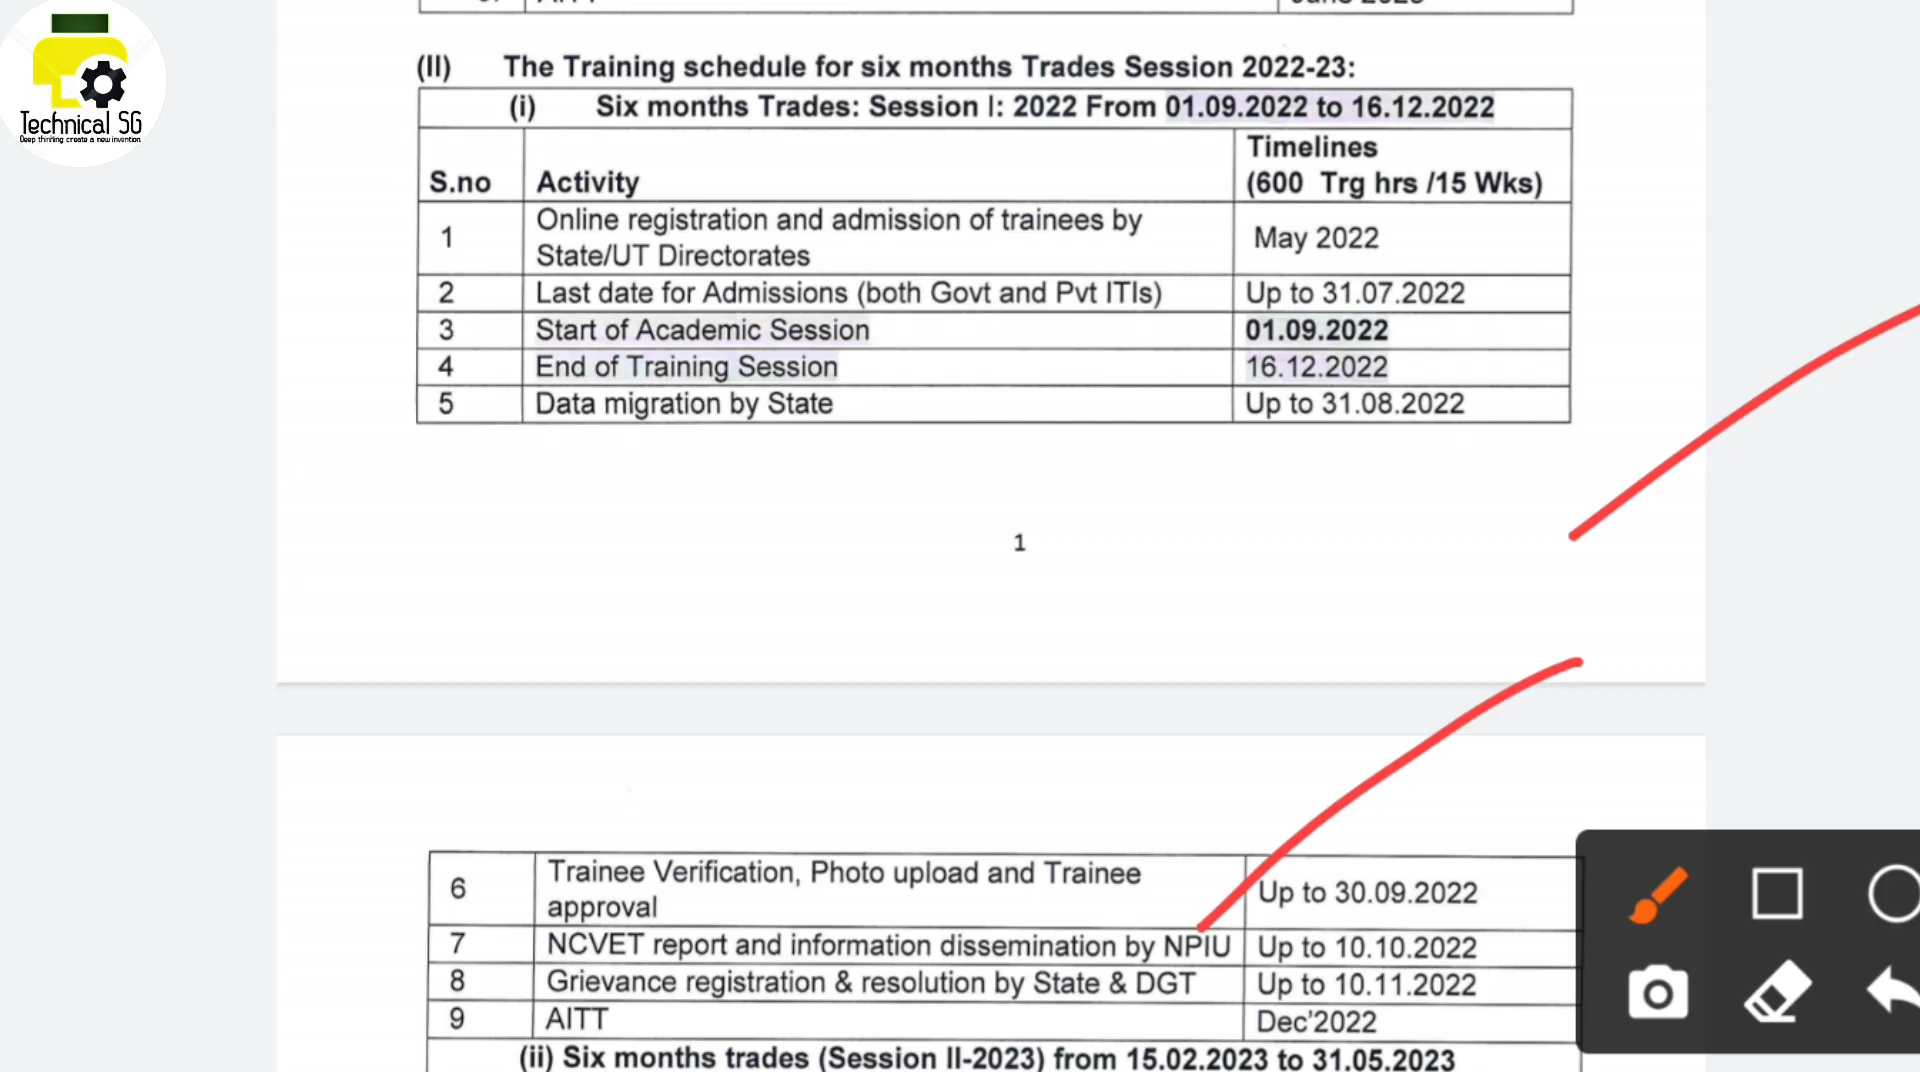 Technical SG
Deep thinking create a new invention
(II) The Training schedule for six months Trades Session 2022-23:
(i) Six months Trades: Session I: 2022 From 01.09.2022 to 16.12.2022
S.no Activity Timelines (600 Trg hrs /15 Wks)
1 Online registration and admission of trainees by State/UT Directorates May 2022
2 Last date for Admissions (both Govt and Pvt ITIs) Up to 31.07.2022
3 Start of Academic Session 01.09.2022
4 End of Training Session 16.12.2022
5 Data migration by State Up to 31.08.2022
1
6 Trainee Verification, Photo upload and Trainee approval Up to 30.09.2022
7 NCVET report and information dissemination by NPIU Up to 10.10.2022
8 Grievance registration & resolution by State & DGT Up to 10.11.2022
9 AITT Dec'2022
(ii) Six months trades (Session II-2023) from 15.02.2023 to 31.05.2023